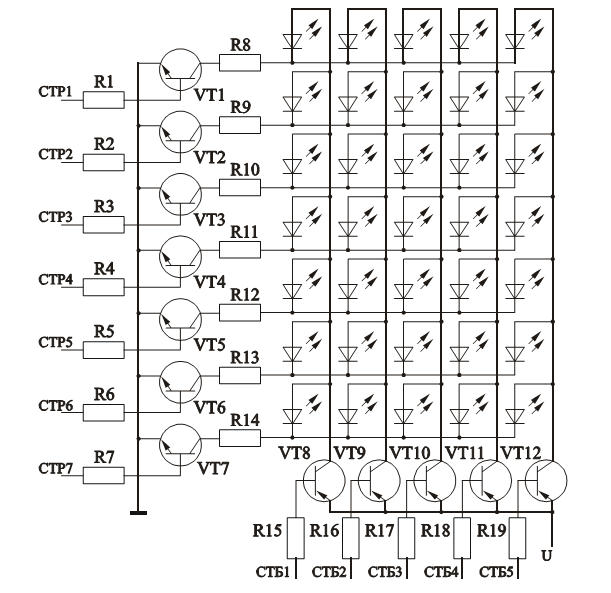 R8
СТР1 R1
VT1
R9
СТР2 R2
VT2
R10
СТР3 R3
VT3
R11
СТР4 R4
VT4
R12
СТР5 R5
VT5
R13
СТР6 R6
VT6
R14
СТР7 R7
VT7
VT8 VT9 VT10 VT11 VT12
R15 R16 R17 R18 R19
U
СТБ1 СТБ2 СТБ3 СТБ4 СТБ5